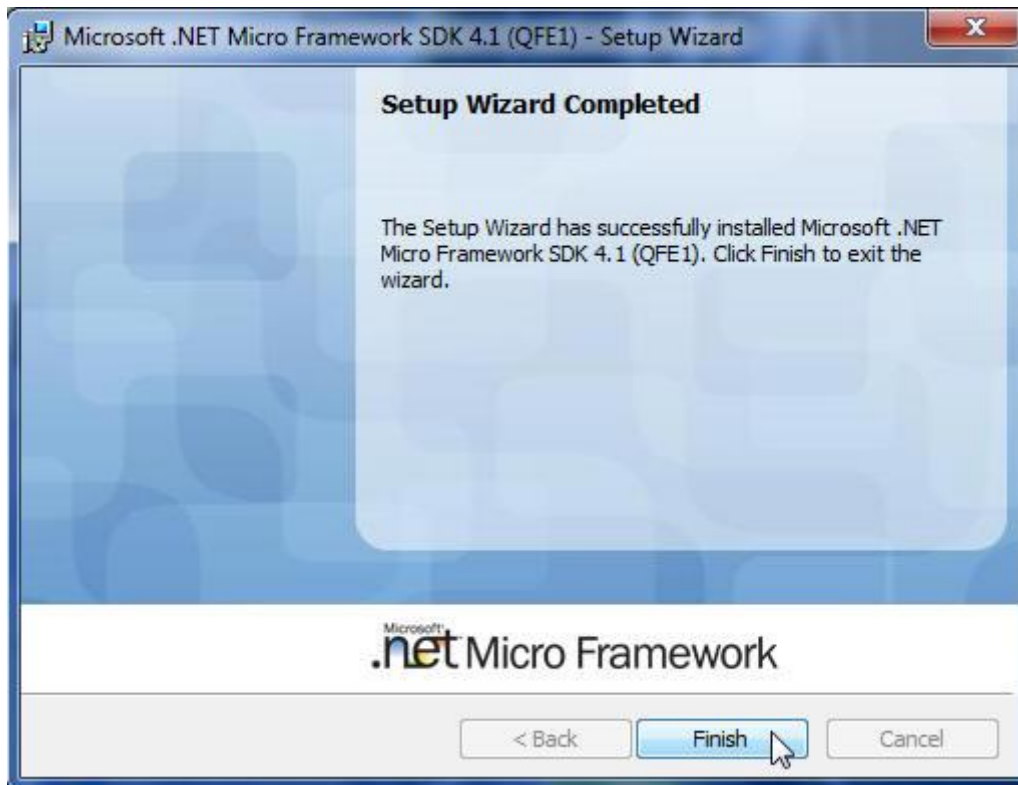 Microsoft .NET Micro Framework SDK 4.1 (QFE1) - Setup Wizard
Setup Wizard Completed
The Setup Wizard has successfully installed Microsoft .NET
Micro Framework SDK 4.1 (QFE1). Click Finish to exit the
wizard.
Microsoft
.net Micro Framework
< Back
Finish
Cancel